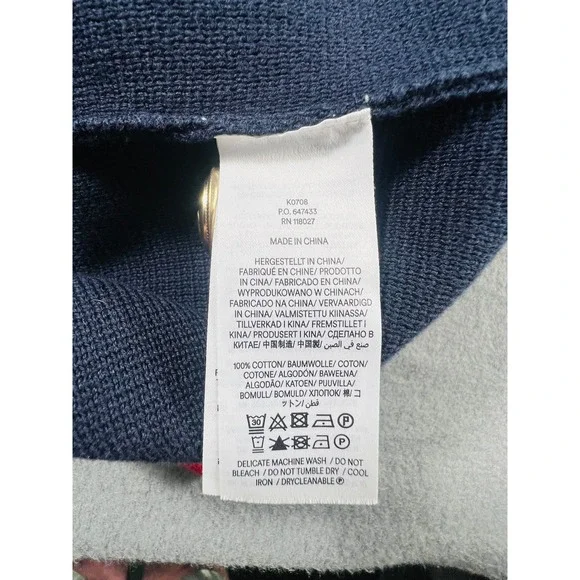 K0708
P.O. 647433
RN 118027
MADE IN CHINA
HERGESTELLT IN CHINA/
FABRIQUÉ EN CHINE/ PRODOTTO
IN CINA/ FABRICADO EN CHINA/
WYPRODUKOWANO W CHINACH/
FABRICADO NA CHINA/ VERVAARDIGD
IN CHINA/ VALMISTETTU KIINASSA/
TILLVERKAD I KINA/ FREMSTILLET I
KINA/ PRODUSERT I KINA/ СДЕЛАНО В
КИТАЕ/ 中国制造/ 中国製/ صنع في الصين/
100% COTTON/ BAUMWOLLE/ COTON/
COTONE/ ALGODÓN/ BAWEŁNA/
ALGODÃO/ KATOEN/ PUUVILLA/
BOMULL/ BOMULD/ ХЛОПОК/ 棉/ コ
ットン/ قطن/
30 P
P
DELICATE MACHINE WASH / DO NOT
BLEACH / DO NOT TUMBLE DRY / COOL
IRON / DRYCLEANABLE Ⓟ